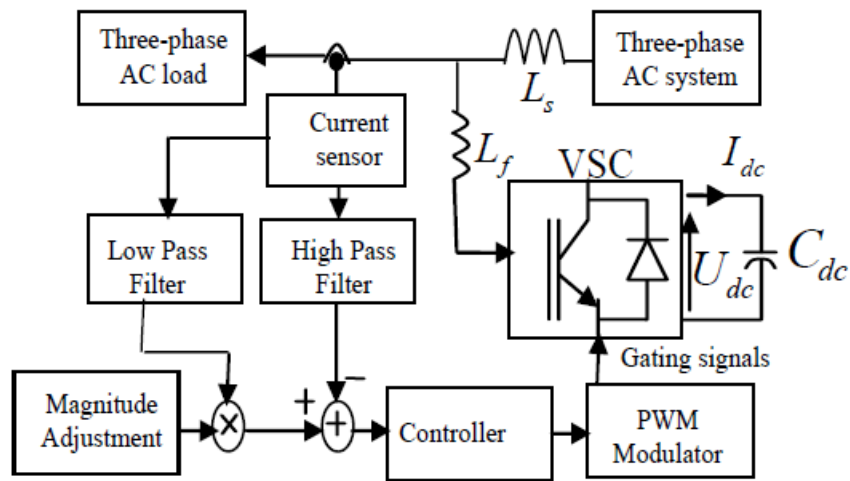 Three-phase
AC load
Three-phase
AC system
L_s
Current
sensor
L_f
VSC
I_dc
Low Pass
Filter
High Pass
Filter
U_dc
C_dc
Gating signals
Magnitude
Adjustment
×
+
−
+
Controller
PWM
Modulator